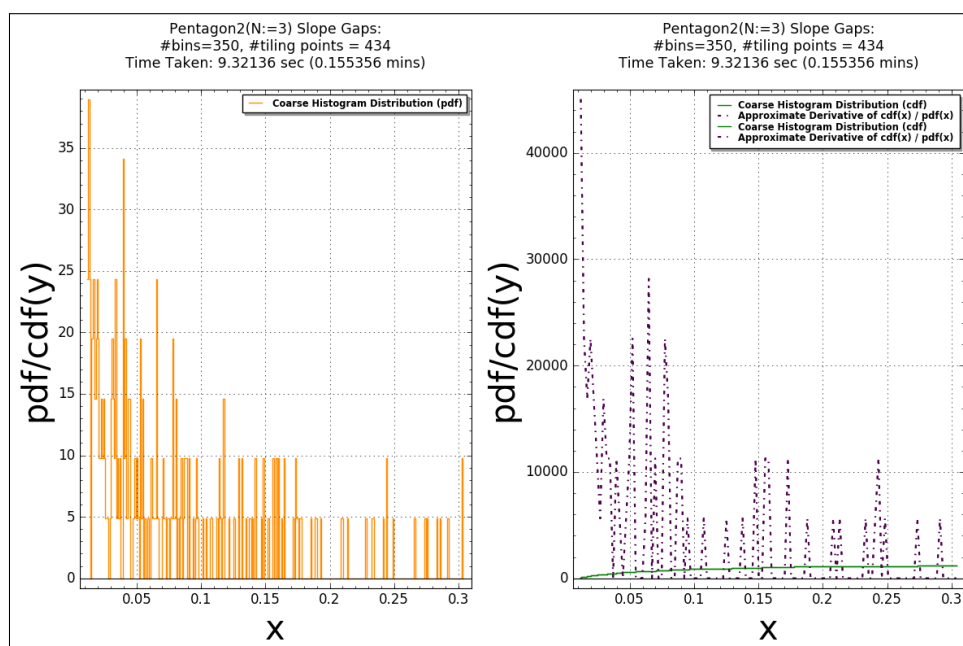 Pentagon2(N:=3) Slope Gaps:
#bins=350, #tiling points = 434
Time Taken: 9.32136 sec (0.155356 mins)
Coarse Histogram Distribution (pdf)
35
30
25
20
15
10
5
0
pdf/cdf(y)
0.05 0.1 0.15 0.2 0.25 0.3
x
Pentagon2(N:=3) Slope Gaps:
#bins=350, #tiling points = 434
Time Taken: 9.32136 sec (0.155356 mins)
Coarse Histogram Distribution (cdf)
Approximate Derivative of cdf(x) / pdf(x)
Coarse Histogram Distribution (cdf)
Approximate Derivative of cdf(x) / pdf(x)
40000
30000
20000
10000
0
pdf/cdf(y)
0.05 0.1 0.15 0.2 0.25 0.3
x